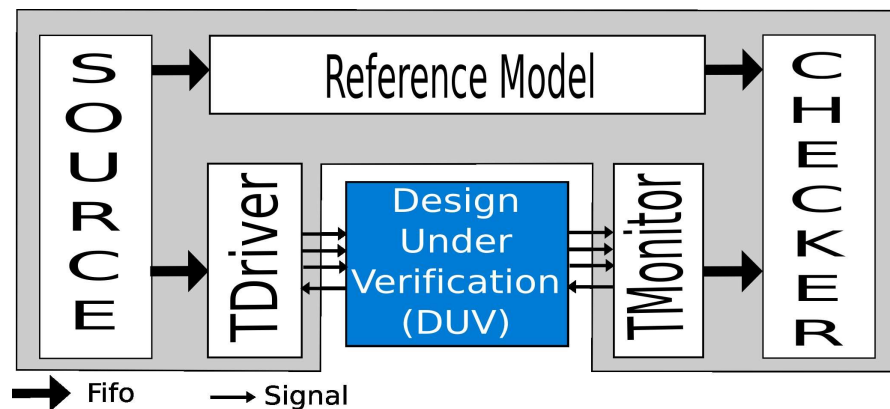 SOURCE
Reference Model
CHECKER
TDriver
Design
Under
Verification
(DUV)
TMonitor
Fifo
Signal